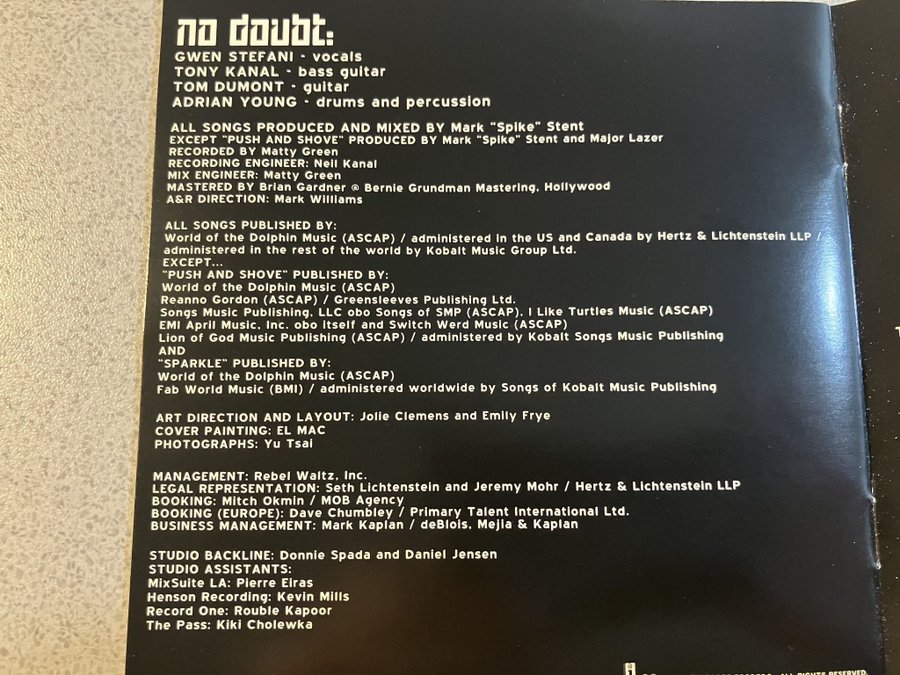 no doubt:
GWEN STEFANI - vocals
TONY KANAL - bass guitar
TOM DUMONT - guitar
ADRIAN YOUNG - drums and percussion
ALL SONGS PRODUCED AND MIXED BY Mark "Spike" Stent
EXCEPT "PUSH AND SHOVE" PRODUCED BY Mark "Spike" Stent and Major Lazer
RECORDED BY Matty Green
RECORDING ENGINEER: Neil Kanal
MIX ENGINEER: Matty Green
MASTERED BY Brian Gardner @ Bernie Grundman Mastering, Hollywood
A&R DIRECTION: Mark Williams
ALL SONGS PUBLISHED BY:
World of the Dolphin Music (ASCAP) / administered in the US and Canada by Hertz & Lichtenstein LLP /
administered in the rest of the world by Kobalt Music Group Ltd.
EXCEPT...
"PUSH AND SHOVE" PUBLISHED BY:
World of the Dolphin Music (ASCAP)
Reanno Gordon (ASCAP) / Greensleeves Publishing Ltd.
Songs Music Publishing, LLC obo Songs of SMP (ASCAP), I Like Turtles Music (ASCAP)
EMI April Music, Inc. obo itself and Switch Werd Music (ASCAP)
Lion of God Music Publishing (ASCAP) / administered by Kobalt Songs Music Publishing
AND
"SPARKLE" PUBLISHED BY:
World of the Dolphin Music (ASCAP)
Fab World Music (BMI) / administered worldwide by Songs of Kobalt Music Publishing
ART DIRECTION AND LAYOUT: Jolie Clemens and Emily Frye
COVER PAINTING: EL MAC
PHOTOGRAPHS: Yu Tsai
MANAGEMENT: Rebel Waltz, Inc.
LEGAL REPRESENTATION: Seth Lichtenstein and Jeremy Mohr / Hertz & Lichtenstein LLP
BOOKING: Mitch Okmin / MOB Agency
BOOKING (EUROPE): Dave Chumbley / Primary Talent International Ltd.
BUSINESS MANAGEMENT: Mark Kaplan / deBlois, Mejia & Kaplan
STUDIO BACKLINE: Donnie Spada and Daniel Jensen
STUDIO ASSISTANTS:
MixSuite LA: Pierre Eiras
Henson Recording: Kevin Mills
Record One: Rouble Kapoor
The Pass: Kiki Cholewka
ALL RIGHTS RESERVED.